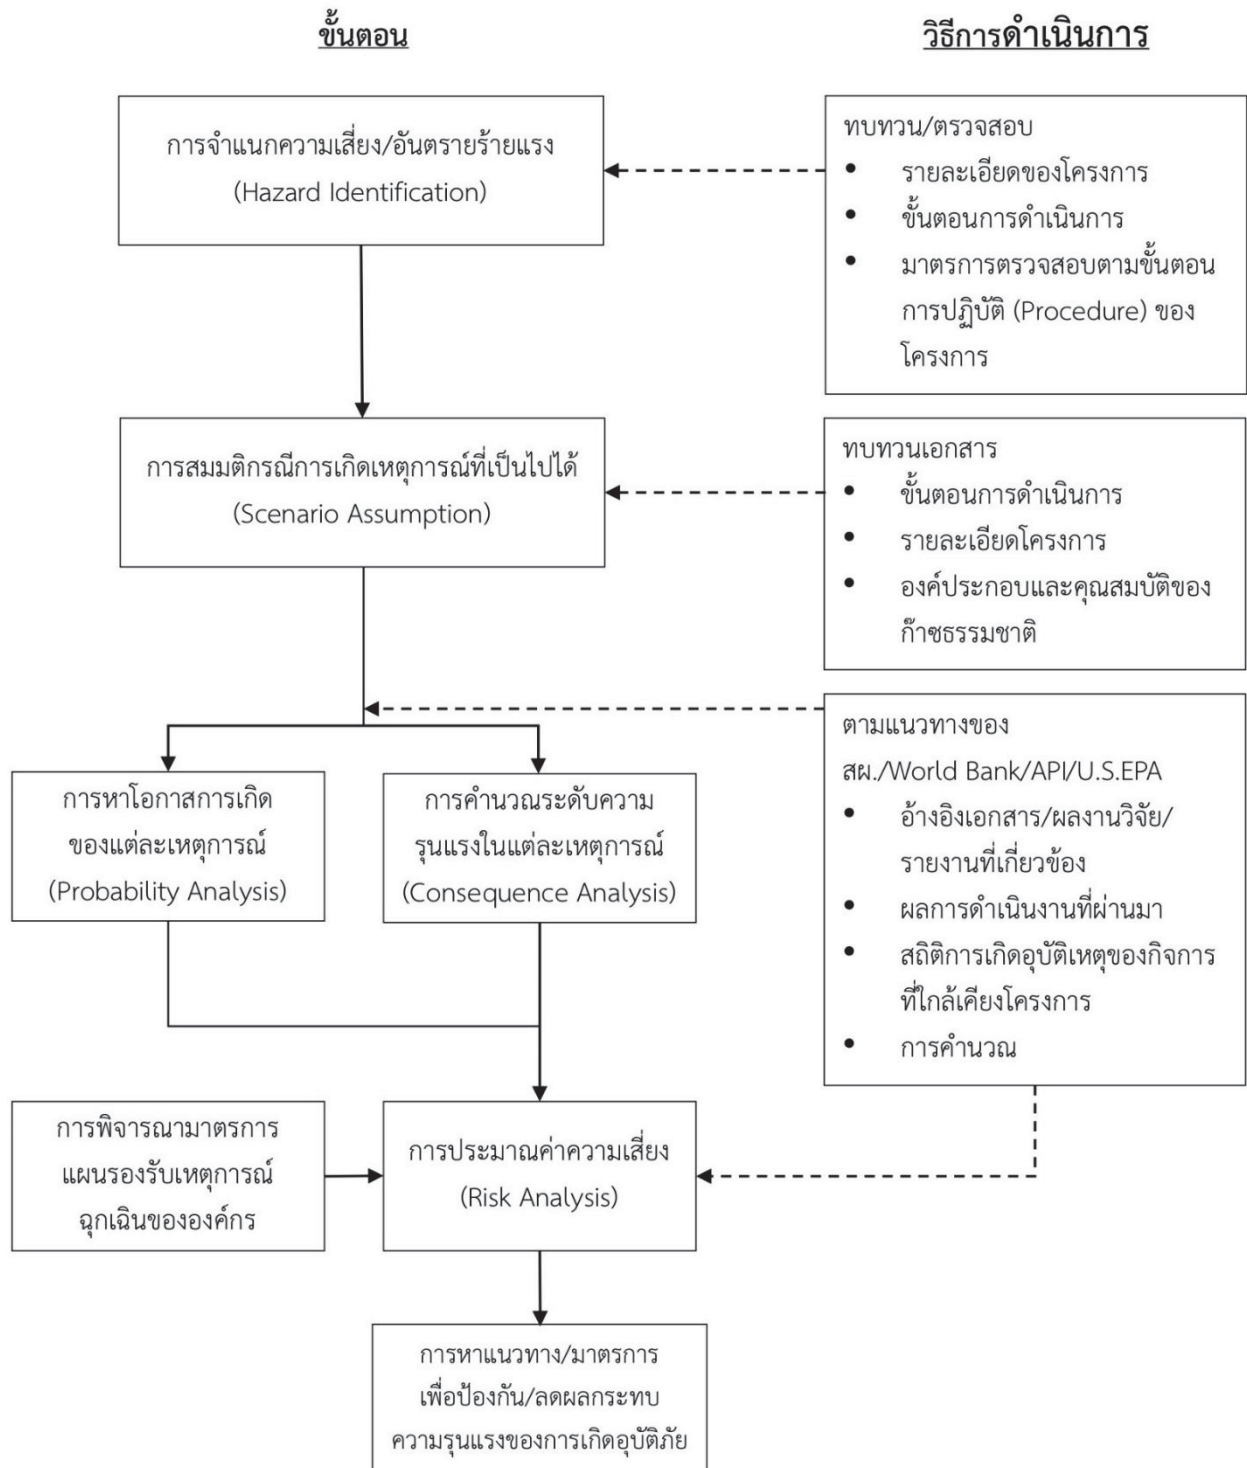 ขั้นตอน
วิธีการดำเนินการ
การจำแนกความเสี่ยง/อันตรายร้ายแรง
(Hazard Identification)
ทบทวน/ตรวจสอบ
• รายละเอียดของโครงการ
• ขั้นตอนการดำเนินการ
• มาตรการตรวจสอบตามขั้นตอน
การปฏิบัติ (Procedure) ของ
โครงการ
การสมมติกรณีการเกิดเหตุการณ์ที่เป็นไปได้
(Scenario Assumption)
ทบทวนเอกสาร
• ขั้นตอนการดำเนินการ
• รายละเอียดโครงการ
• องค์ประกอบและคุณสมบัติของ
ก๊าซธรรมชาติ
การหาโอกาสการเกิด
ของแต่ละเหตุการณ์
(Probability Analysis)
การคำนวณระดับความ
รุนแรงในแต่ละเหตุการณ์
(Consequence Analysis)
ตามแนวทางของ
สผ./World Bank/API/U.S.EPA
• อ้างอิงเอกสาร/ผลงานวิจัย/
รายงานที่เกี่ยวข้อง
• ผลการดำเนินงานที่ผ่านมา
• สถิติการเกิดอุบัติเหตุของกิจการ
ที่ใกล้เคียงโครงการ
• การคำนวณ
การพิจารณามาตรการ
แผนรองรับเหตุการณ์
ฉุกเฉินขององค์กร
การประมาณค่าความเสี่ยง
(Risk Analysis)
การหาแนวทาง/มาตรการ
เพื่อป้องกัน/ลดผลกระทบ
ความรุนแรงของการเกิดอุบัติภัย